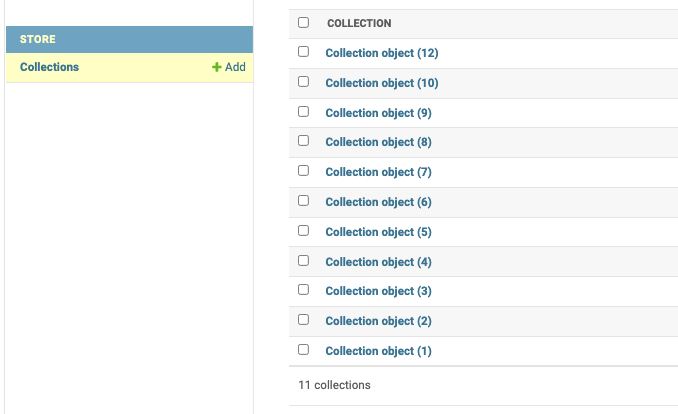 STORE
Collections + Add
COLLECTION
Collection object (12)
Collection object (10)
Collection object (9)
Collection object (8)
Collection object (7)
Collection object (6)
Collection object (5)
Collection object (4)
Collection object (3)
Collection object (2)
Collection object (1)
11 collections